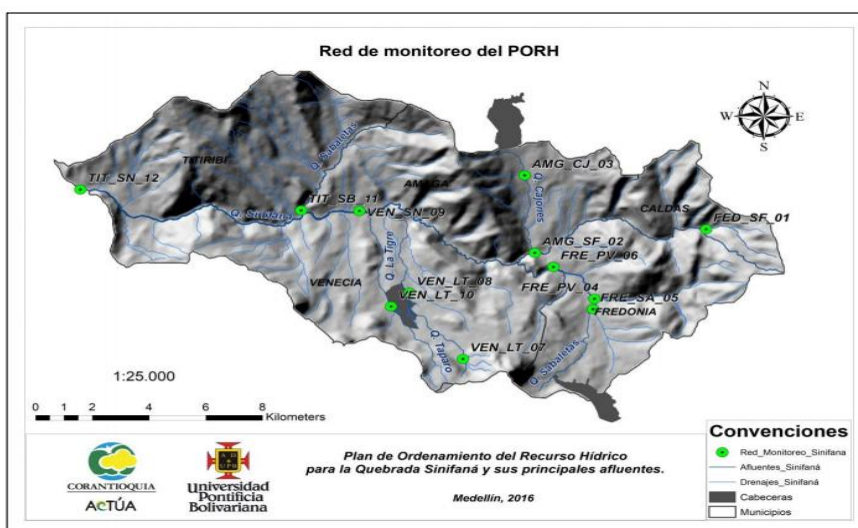 Red de monitoreo del PORH
N
W E
S
TITIRIBI
TIT_SN_12
Q. Sabaletas
AMAGA
AMG_CJ_03
Q. Cajones
CALDAS
FED_SF_01
TIT_SB_11
VEN_SN_09
AMG_SF_02
FRE_PV_06
VENECIA
Q. La Tigre
VEN_LT_08
VEN_LT_10
FRE_PV_04
FRE_SA_05
FREDONIA
Q. Taparo
VEN_LT_07
Q. Sabaletas
1:25.000
0 1 2 4 6 8
Kilometers
CORANTIOQUIA
ACTÚA
Universidad
Pontificia
Bolivariana
Plan de Ordenamiento del Recurso Hídrico
para la Quebrada Sinifaná y sus principales afluentes.
Medellín, 2016
Convenciones
Red_Monitoreo_Sinifana
Afluentes_Sinifaná
Drenajes_Sinifaná
Cabeceras
Municipios